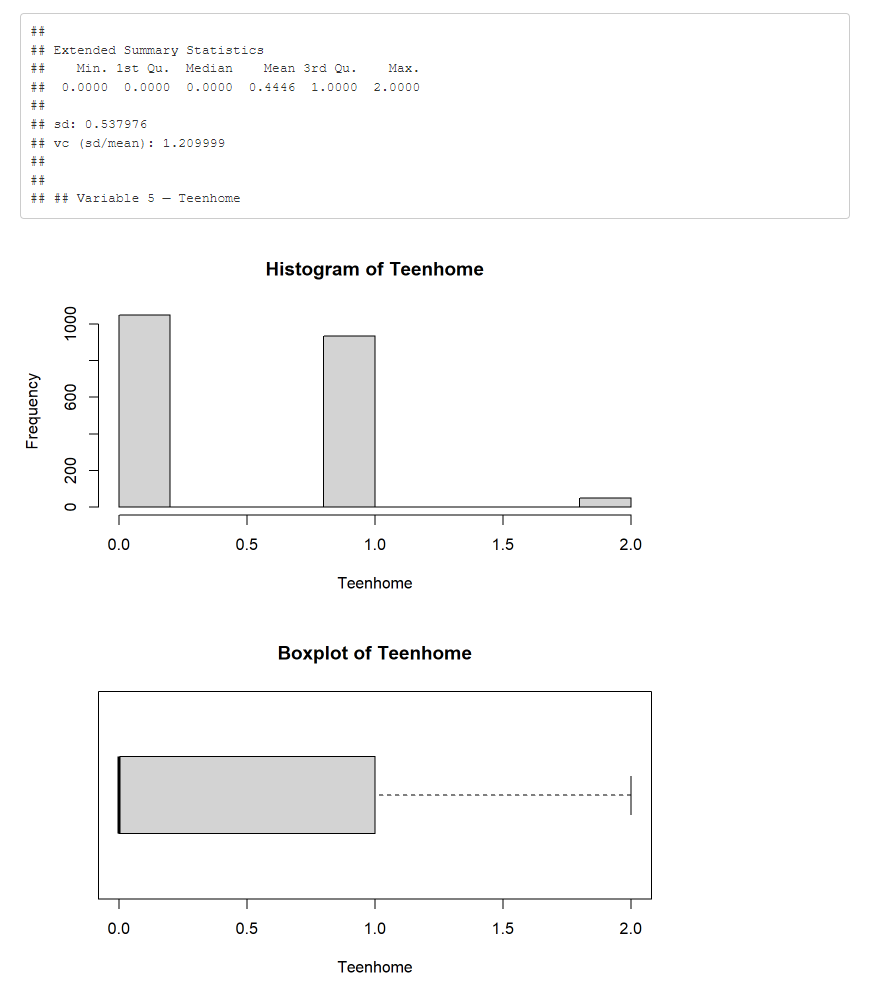 ##
## Extended Summary Statistics
##    Min. 1st Qu.  Median    Mean 3rd Qu.    Max.
##  0.0000  0.0000  0.0000  0.4446  1.0000  2.0000
##
## sd: 0.537976
## vc (sd/mean): 1.209999
##
##
## ## Variable 5 — Teenhome
Histogram of Teenhome
Frequency
1000
600
200
0
0.0 0.5 1.0 1.5 2.0
Teenhome
Boxplot of Teenhome
0.0 0.5 1.0 1.5 2.0
Teenhome